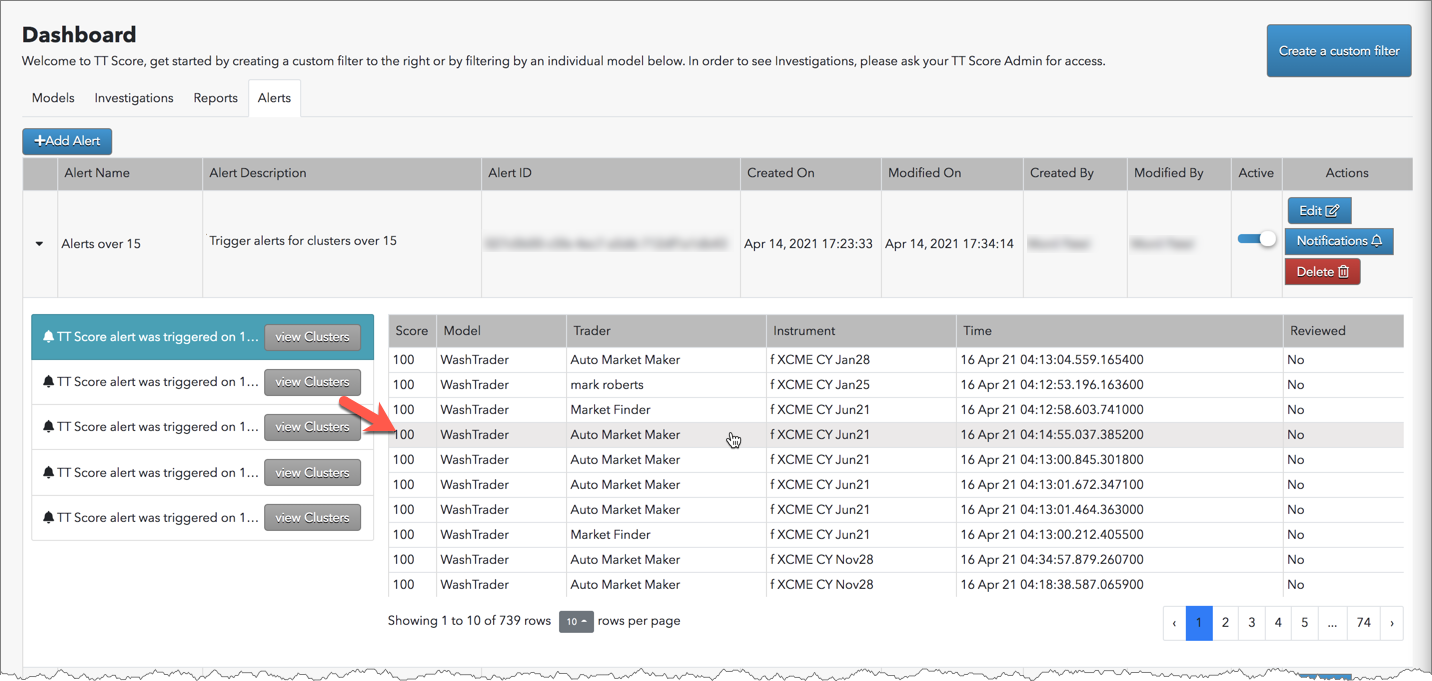 Dashboard
Welcome to TT Score, get started by creating a custom filter to the right or by filtering by an individual model below. In order to see Investigations, please ask your TT Score Admin for access.
Create a custom filter
Models Investigations Reports Alerts
+Add Alert
Alert Name Alert Description Alert ID Created On Modified On Created By Modified By Active Actions
Edit
Alerts over 15 Trigger alerts for clusters over 15 Apr 14, 2021 17:23:33 Apr 14, 2021 17:34:14 Notifications
Delete
TT Score alert was triggered on 1... view Clusters
TT Score alert was triggered on 1... view Clusters
TT Score alert was triggered on 1... view Clusters
TT Score alert was triggered on 1... view Clusters
TT Score alert was triggered on 1... view Clusters
Score Model Trader Instrument Time Reviewed
100 WashTrader Auto Market Maker f XCME CY Jan28 16 Apr 21 04:13:04.559.165400 No
100 WashTrader mark roberts f XCME CY Jan25 16 Apr 21 04:12:53.196.163600 No
100 WashTrader Market Finder f XCME CY Jun21 16 Apr 21 04:12:58.603.741000 No
100 WashTrader Auto Market Maker f XCME CY Jun21 16 Apr 21 04:14:55.037.385200 No
100 WashTrader Auto Market Maker f XCME CY Jun21 16 Apr 21 04:13:00.845.301800 No
100 WashTrader Auto Market Maker f XCME CY Jun21 16 Apr 21 04:13:01.672.347100 No
100 WashTrader Auto Market Maker f XCME CY Jun21 16 Apr 21 04:13:01.464.363000 No
100 WashTrader Market Finder f XCME CY Jun21 16 Apr 21 04:13:00.212.405500 No
100 WashTrader Auto Market Maker f XCME CY Nov28 16 Apr 21 04:34:57.879.260700 No
100 WashTrader Auto Market Maker f XCME CY Nov28 16 Apr 21 04:18:38.587.065900 No
Showing 1 to 10 of 739 rows 10 rows per page ‹ 1 2 3 4 5 ... 74 ›